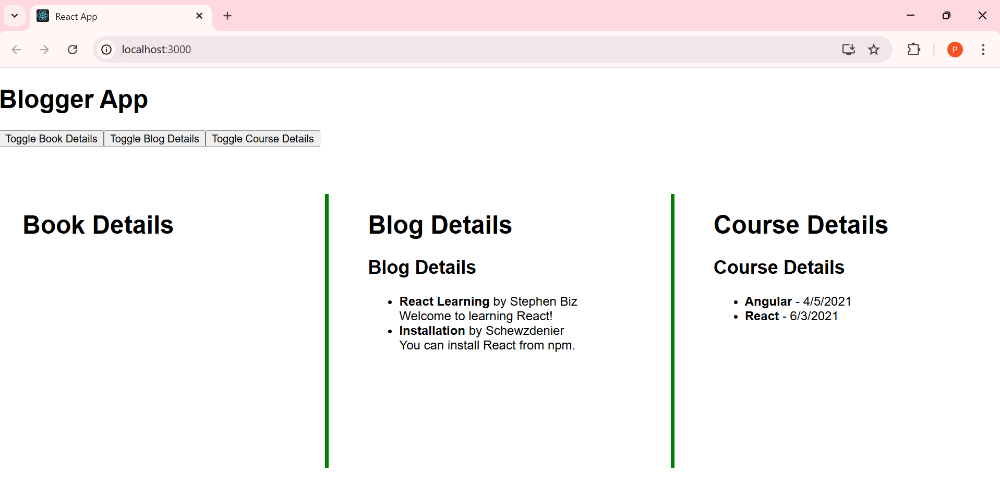 React App
localhost:3000
P
Blogger App
Toggle Book Details Toggle Blog Details Toggle Course Details
Book Details
Blog Details
Blog Details
React Learning by Stephen Biz
Welcome to learning React!
Installation by Schewzdenier
You can install React from npm.
Course Details
Course Details
Angular - 4/5/2021
React - 6/3/2021